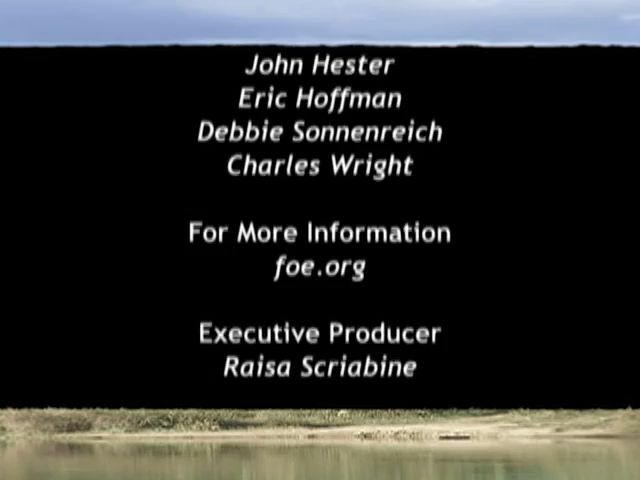 John Hester
Eric Hoffman
Debbie Sonnenreich
Charles Wright
For More Information
foe.org
Executive Producer
Raisa Scriabine